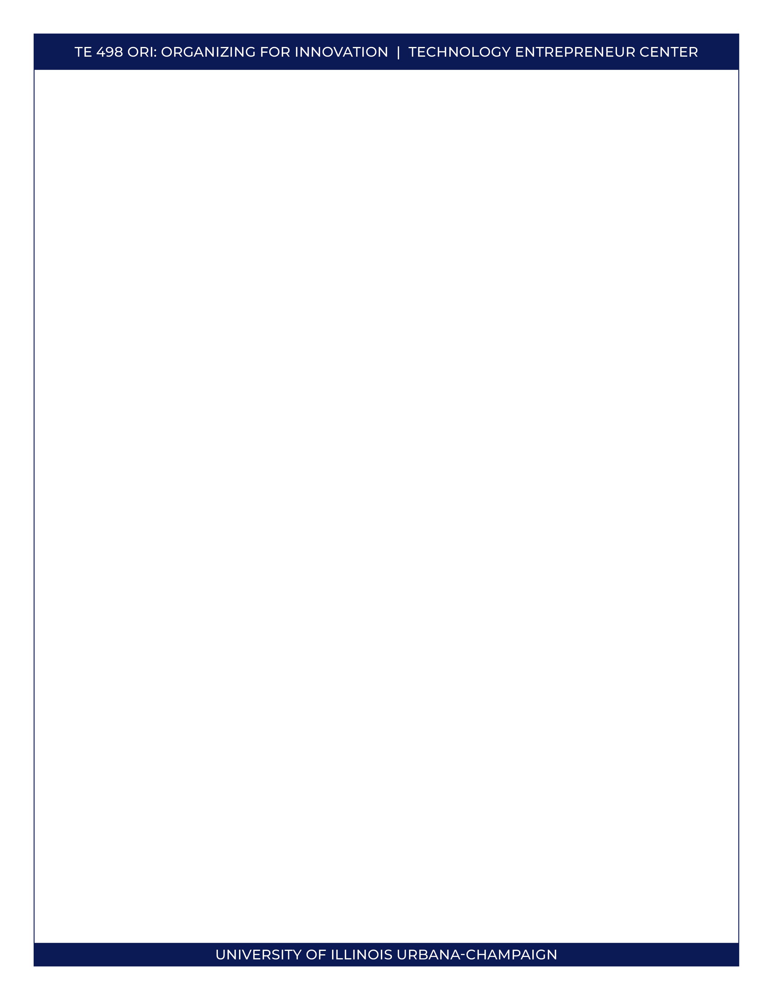 TE 498 ORI: ORGANIZING FOR INNOVATION | TECHNOLOGY ENTREPRENEUR CENTER
UNIVERSITY OF ILLINOIS URBANA-CHAMPAIGN